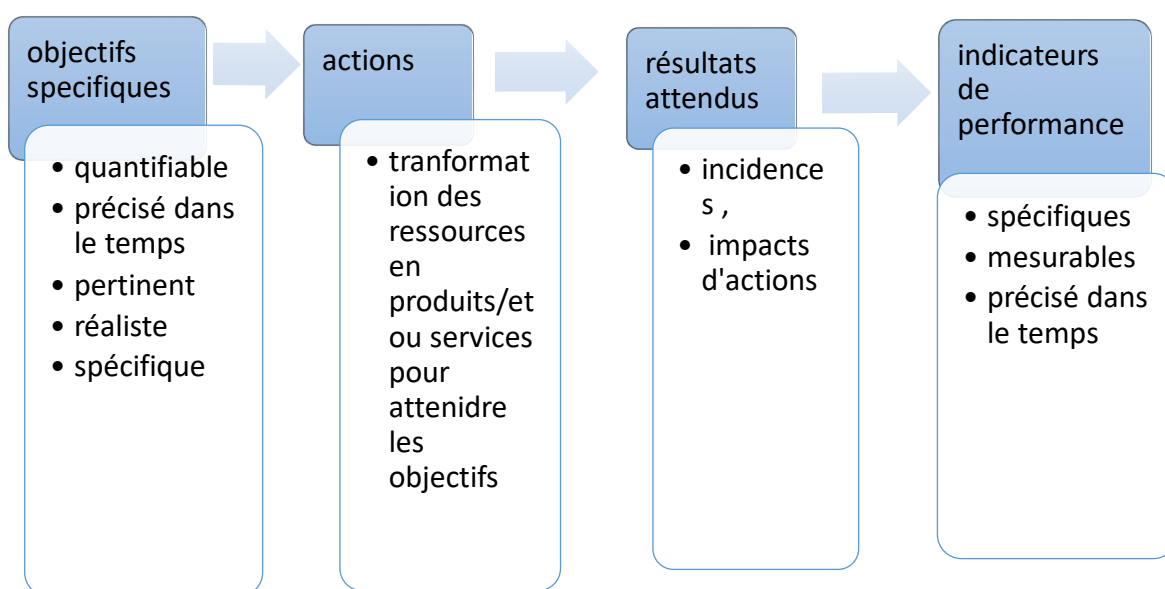 objectifs
specifiques
• quantifiable
• précisé dans
le temps
• pertinent
• réaliste
• spécifique
actions
• tranformat
ion des
ressources
en
produits/et
ou services
pour
attenidre
les
objectifs
résultats
attendus
• incidence
s ,
• impacts
d'actions
indicateurs
de
performance
• spécifiques
• mesurables
• précisé dans
le temps